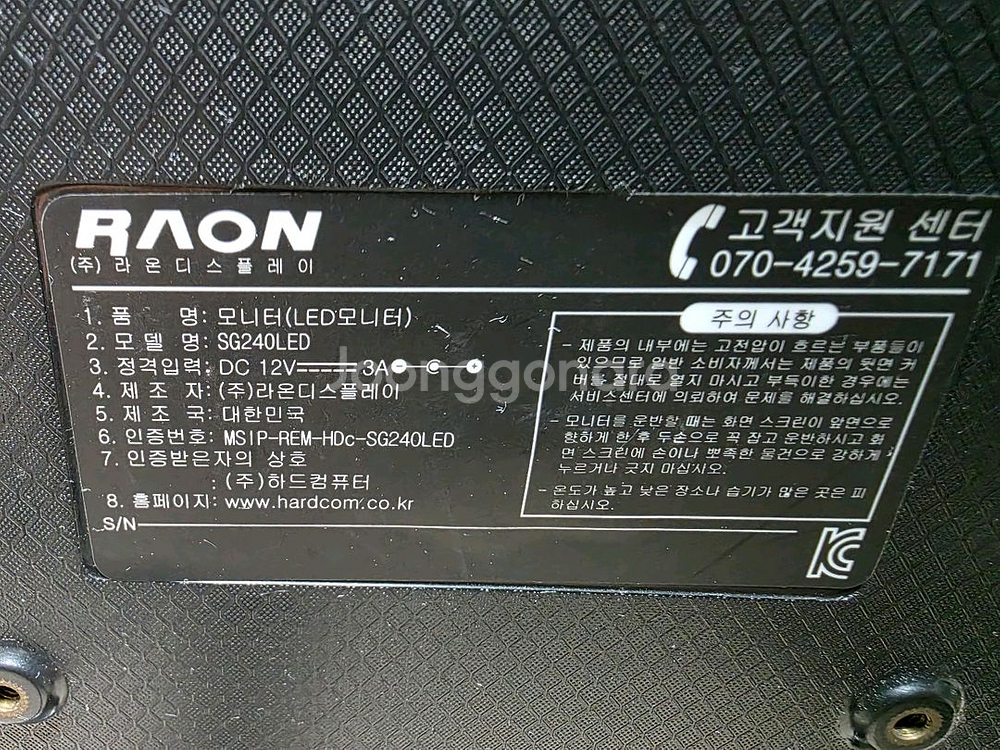 RAON
(주) 라온디스플레이
고객지원 센터
070-4259-7171
1. 품 명: 모니터(LED모니터)
2. 모 델 명: SG240LED
3. 정격입력: DC 12V 3A
4. 제 조 자: (주)라온디스플레이
5. 제 조 국: 대한민국
6. 인증번호: MSIP-REM-HDc-SG240LED
7. 인증받은자의 상호
: (주)하드컴퓨터
8. 홈페이지: www.hardcom.co.kr
S/N
주의 사항
- 제품의 내부에는 고전압이 흐르는 부품들이
있으므로 일반 소비자께서는 제품의 뒷면 커
버를 절대로 열지 마시고 부득이한 경우에는
서비스센터에 의뢰하여 문제를 해결하십시오.
- 모니터를 운반할 때는 화면 스크린이 앞면으로
향하게 한 후 두손으로 꼭 잡고 운반하시고 화
면 스크린에 손이나 뾰족한 물건으로 강하게
누르거나 긋지 마십시오.
- 온도가 높고 낮은 장소나 습기가 많은 곳은 피
하십시오.
KC
Joonggonara